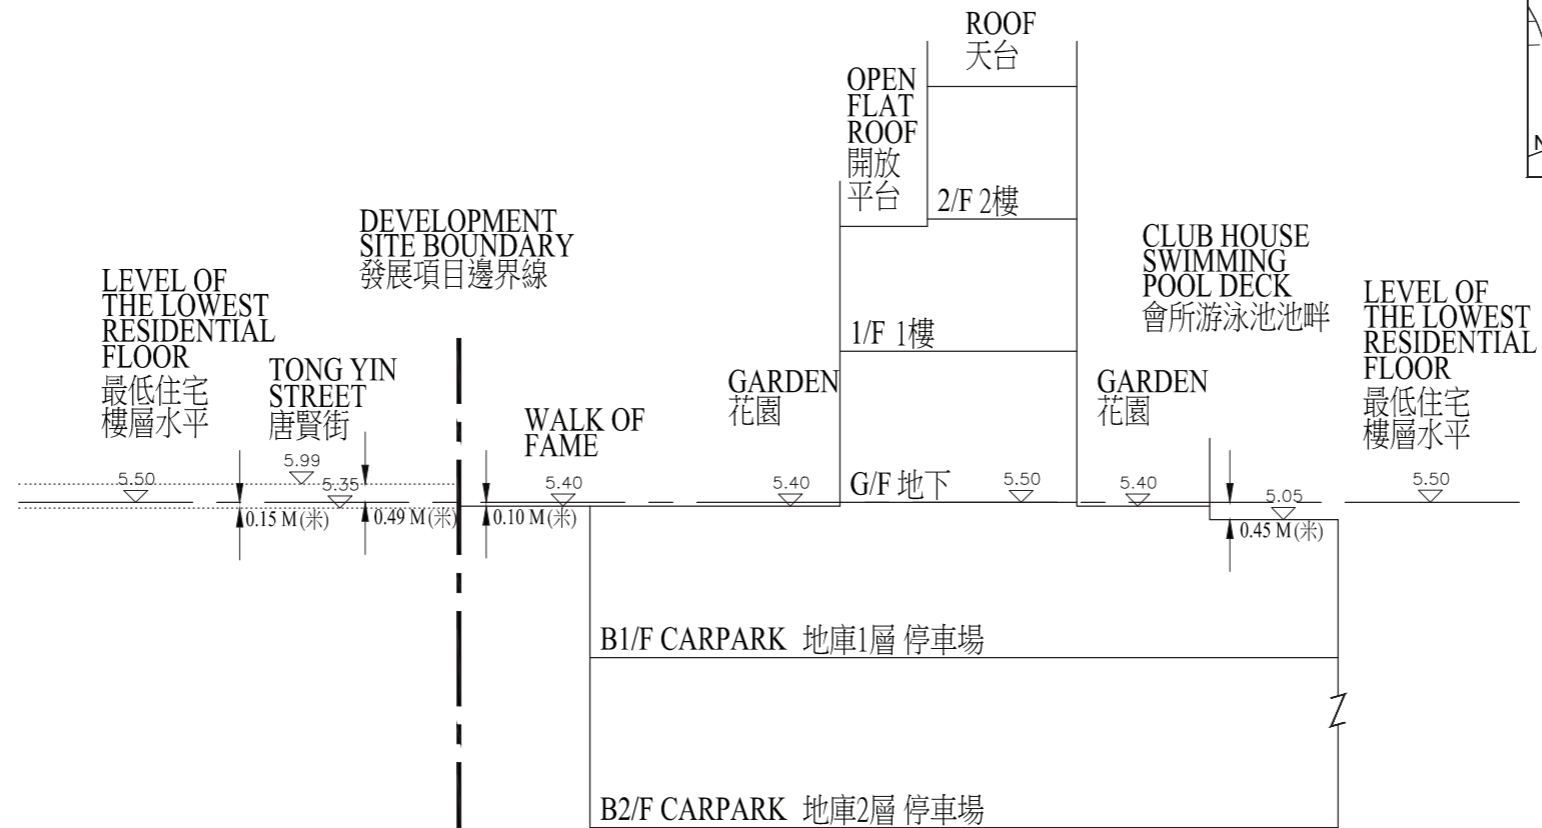 ROOF
天台
OPEN
FLAT
ROOF
開放
平台
2/F 2樓
DEVELOPMENT
SITE BOUNDARY
發展項目邊界線
CLUB HOUSE
SWIMMING
POOL DECK
會所游泳池池畔
LEVEL OF
THE LOWEST
RESIDENTIAL
FLOOR
最低住宅
樓層水平
TONG YIN
STREET
唐賢街
WALK OF
FAME
GARDEN
花園
1/F 1樓
GARDEN
花園
LEVEL OF
THE LOWEST
RESIDENTIAL
FLOOR
最低住宅
樓層水平
5.50
5.99
5.35
5.40
5.40
G/F 地下
5.50
5.40
5.05
5.50
0.15 M(米)
0.49 M(米)
0.10 M(米)
0.45 M(米)
B1/F CARPARK 地庫1層 停車場
B2/F CARPARK 地庫2層 停車場